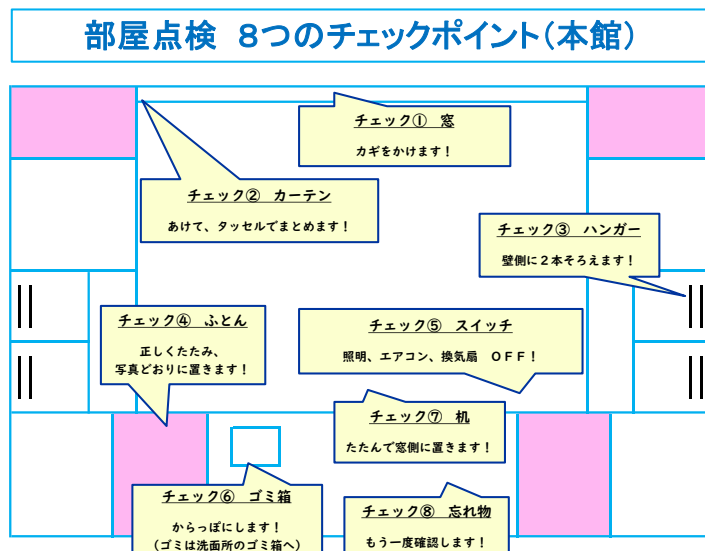 部屋点検 8つのチェックポイント(本館)
チェック① 窓
カギをかけます!
チェック② カーテン
あけて、タッセルでまとめます!
チェック③ ハンガー
壁側に2本そろえます!
チェック④ ふとん
正しくたたみ、
写真どおりに置きます!
チェック⑤ スイッチ
照明、エアコン、換気扇 OFF!
チェック⑦ 机
たたんで窓側に置きます!
チェック⑥ ゴミ箱
からっぽにします!
(ゴミは洗面所のゴミ箱へ)
チェック⑧ 忘れ物
もう一度確認します!